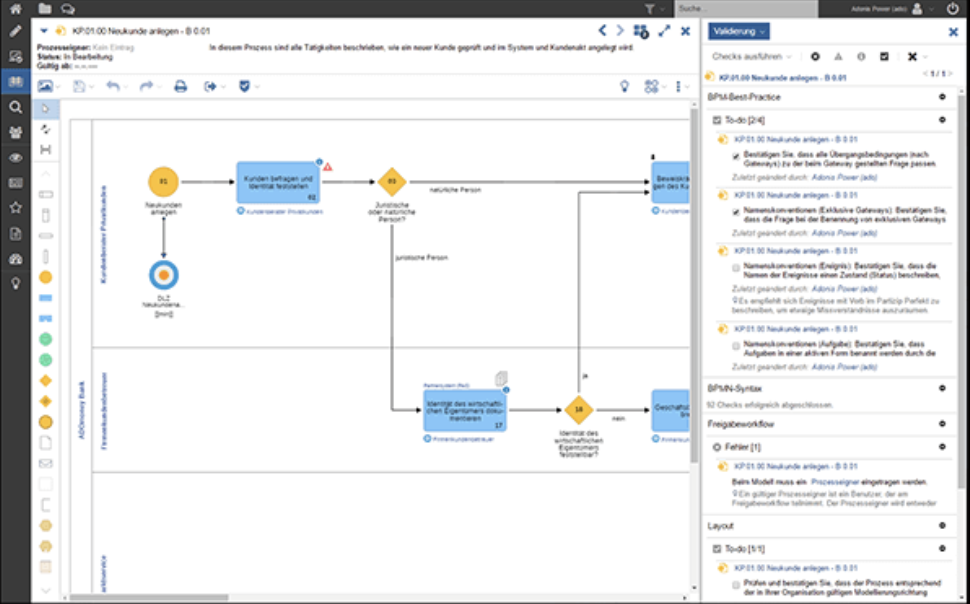 Suche...
Adonis Power (ado)
KP.01.00 Neukunde anlegen - B 0.01
Prozesseigner: Kein Eintrag
Status: In Bearbeitung
Gültig ab:
In diesem Prozess sind alle Tätigkeiten beschrieben, wie ein neuer Kunde geprüft und im System und Kundenakt angelegt wird.
ADOmoney Bank
Kundenberater Privatkunden
01
Neukunden
anlegen
DLZ
Neukundena...
Kunden befragen und
Identität feststellen
02
Kundenberater Privatkunden
03
Juristische
oder natürliche
Person?
natürliche Person
juristische Person
Beweiskra
gen des Ku
Kundenbe
Firmenkundenbetreuer
Identität des wirtschaftli-
chen Eigentümers doku-
mentieren
17
Firmenkundenbetreuer
18
Identität des
wirtschaftlichen
Eigentümers
feststellbar?
ja
nein
Geschäftsb
Firmenkun
arktservice
Validierung
Checks ausführen
KP.01.00 Neukunde anlegen - B 0.01
< 1 / 1 >
BPM-Best-Practice
To-do [2/4]
KP.01.00 Neukunde anlegen - B 0.01
Bestätigen Sie, dass alle Übergangsbedingungen (nach
Gateways) zu der beim Gateway gestellten Frage passen.
Zuletzt geändert durch: Adonis Power (ado)
KP.01.00 Neukunde anlegen - B 0.01
Namenskonventionen (Exklusive Gateways): Bestätigen Sie,
dass die Frage bei der Benennung von exklusiven Gateways
Zuletzt geändert durch: Adonis Power (ado)
KP.01.00 Neukunde anlegen - B 0.01
Namenskonventionen (Ereignis): Bestätigen Sie, dass die
Namen der Ereignisse einen Zustand (Status) beschreiben,
Zuletzt geändert durch: Adonis Power (ado)
Es empfiehlt sich Ereignisse mit Verb im Partizip Perfekt zu
beschreiben, um etwaige Missverständnisse auszuräumen.
KP.01.00 Neukunde anlegen - B 0.01
Namenskonventionen (Aufgabe): Bestätigen Sie, dass
Aufgaben in einer aktiven Form benannt werden durch die
Zuletzt geändert durch: Adonis Power (ado)
BPMN-Syntax
92 Checks erfolgreich abgeschlossen.
Freigabeworkflow
Fehler [1]
KP.01.00 Neukunde anlegen - B 0.01
Beim Modell muss ein Prozesseigner eingetragen werden.
Ein gültiger Prozesseigner ist ein Benutzer, der am
Freigabeworkflow teilnimmt. Der Prozesseigner wird entweder
Layout
To-do [1/1]
KP.01.00 Neukunde anlegen - B 0.01
Prüfen und bestätigen Sie, dass der Prozess entsprechend
der in Ihrer Organisation gültigen Modellierungsrichtung